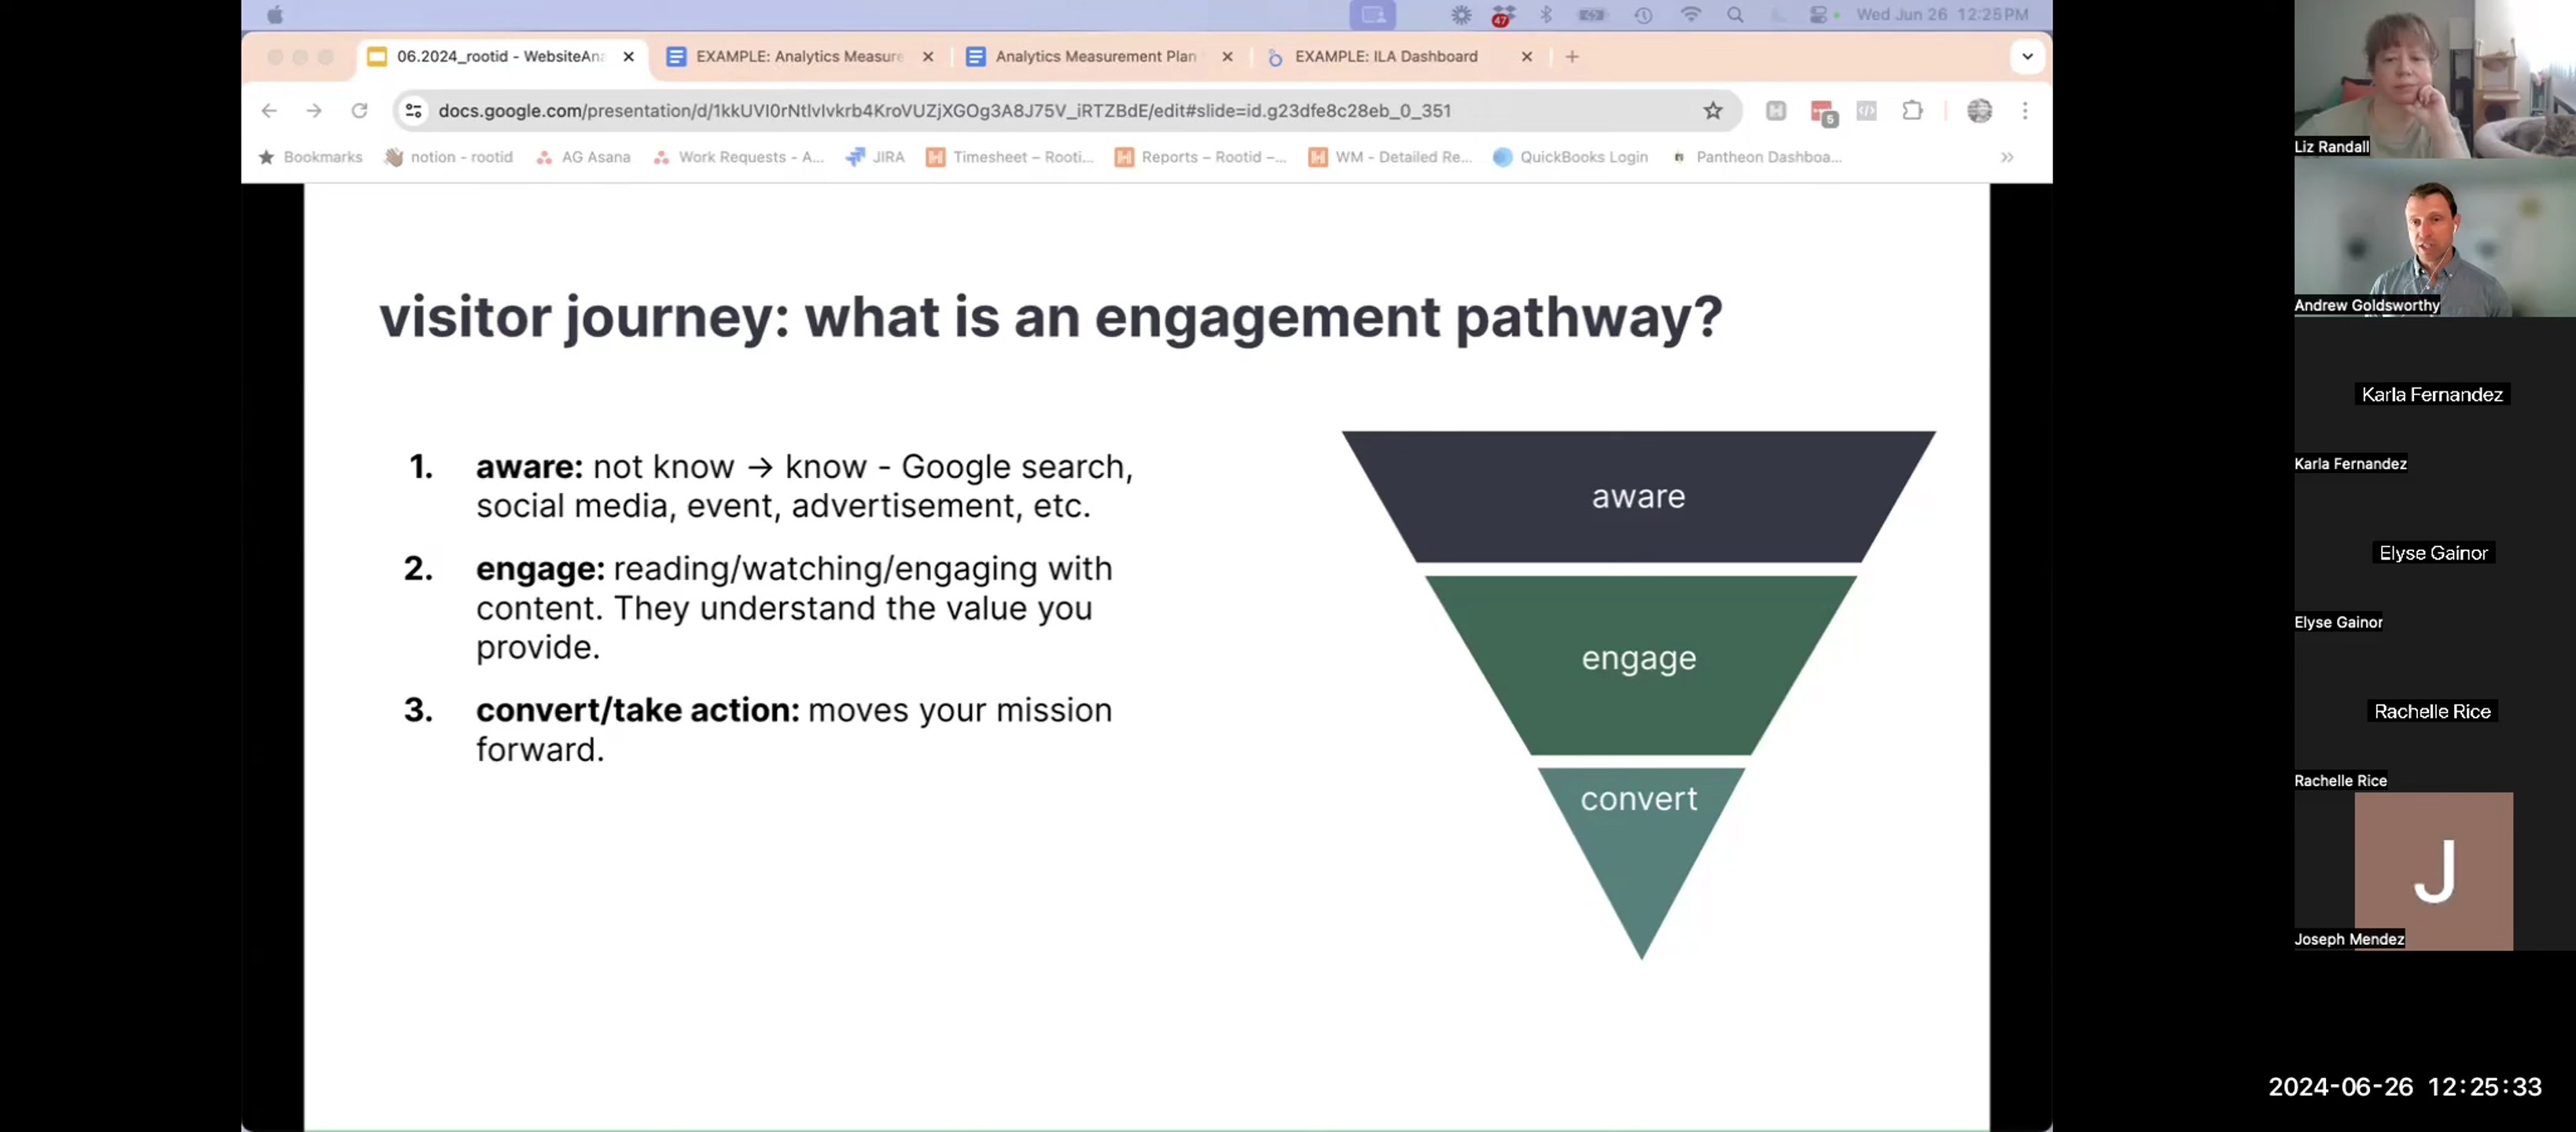 Wed Jun 26 12:25PM
47
06.2024_rootid - WebsiteAna
EXAMPLE: Analytics Measure
Analytics Measurement Plan
EXAMPLE: ILA Dashboard
docs.google.com/presentation/d/1kkUVI0rNtlvIvkrb4KroVUZjXGOg3A8J75V_iRTZBdE/edit#slide=id.g23dfe8c28eb_0_351
5
Bookmarks
notion - rootid
AG Asana
Work Requests - A...
JIRA
Timesheet – Rooti...
Reports – Rootid –...
WM - Detailed Re...
QuickBooks Login
Pantheon Dashboa...
visitor journey: what is an engagement pathway?
1. aware: not know → know - Google search,
social media, event, advertisement, etc.
2. engage: reading/watching/engaging with
content. They understand the value you
provide.
3. convert/take action: moves your mission
forward.
aware
engage
convert
Liz Randall
Andrew Goldsworthy
Karla Fernandez
Karla Fernandez
Elyse Gainor
Elyse Gainor
Rachelle Rice
Rachelle Rice
J
Joseph Mendez
2024-06-26 12:25:33